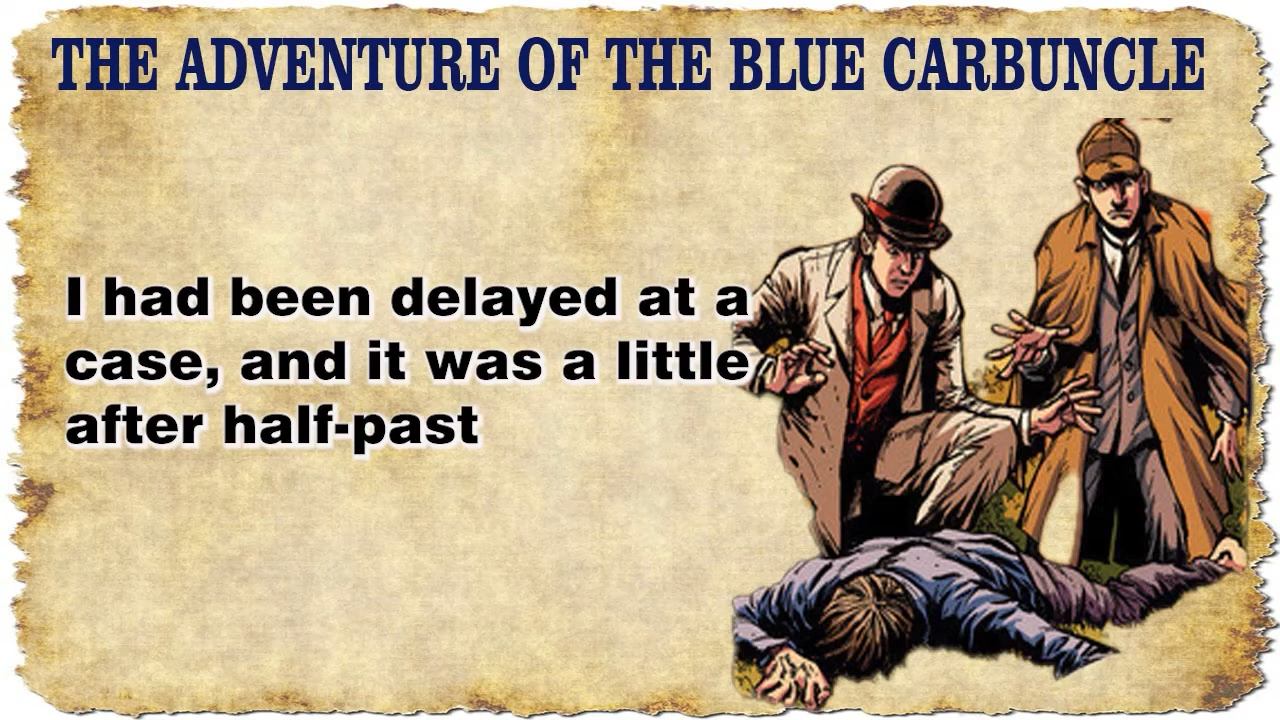 THE ADVENTURE OF THE BLUE CARBUNCLE
I had been delayed at a
case, and it was a little
after half-past